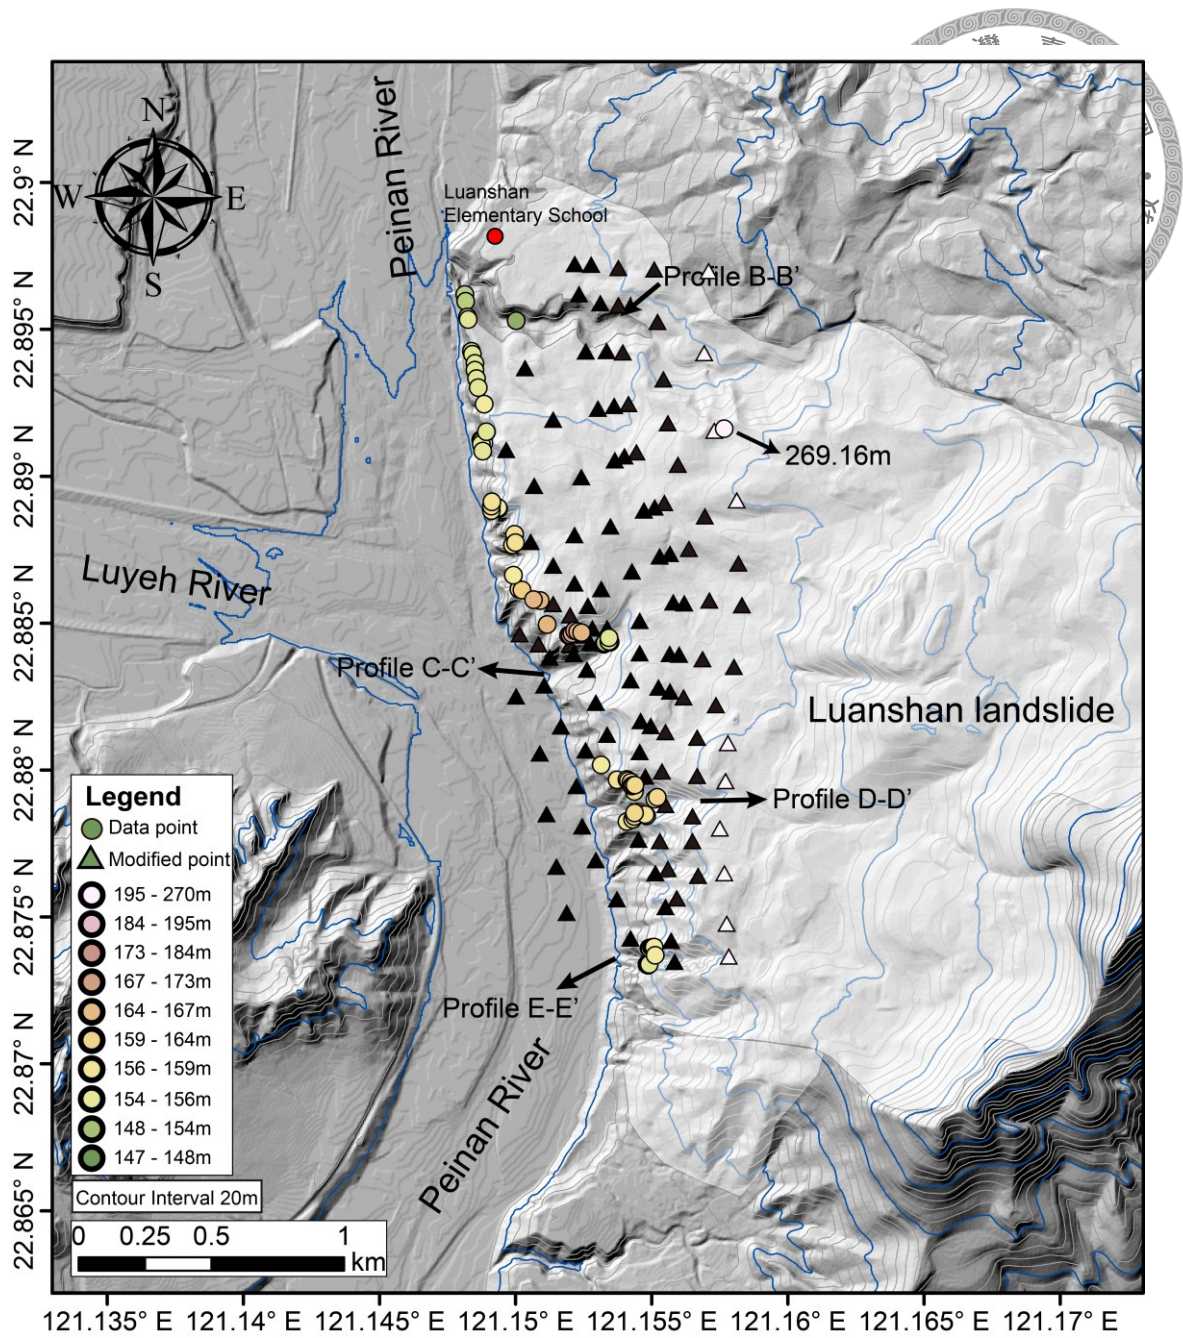 N
W
E
S
Peinan River
Luanshan
Elementary School
Profile B-B'
269.16m
Luyeh River
Profile C-C'
Luanshan landslide
Profile D-D'
Profile E-E'
Peinan River
Legend
Data point
Modified point
195 - 270m
184 - 195m
173 - 184m
167 - 173m
164 - 167m
159 - 164m
156 - 159m
154 - 156m
148 - 154m
147 - 148m
Contour Interval 20m
0 0.25 0.5 1
km
22.9° N
22.895° N
22.89° N
22.885° N
22.88° N
22.875° N
22.87° N
22.865° N
121.135° E 121.14° E 121.145° E 121.15° E 121.155° E 121.16° E 121.165° E 121.17° E